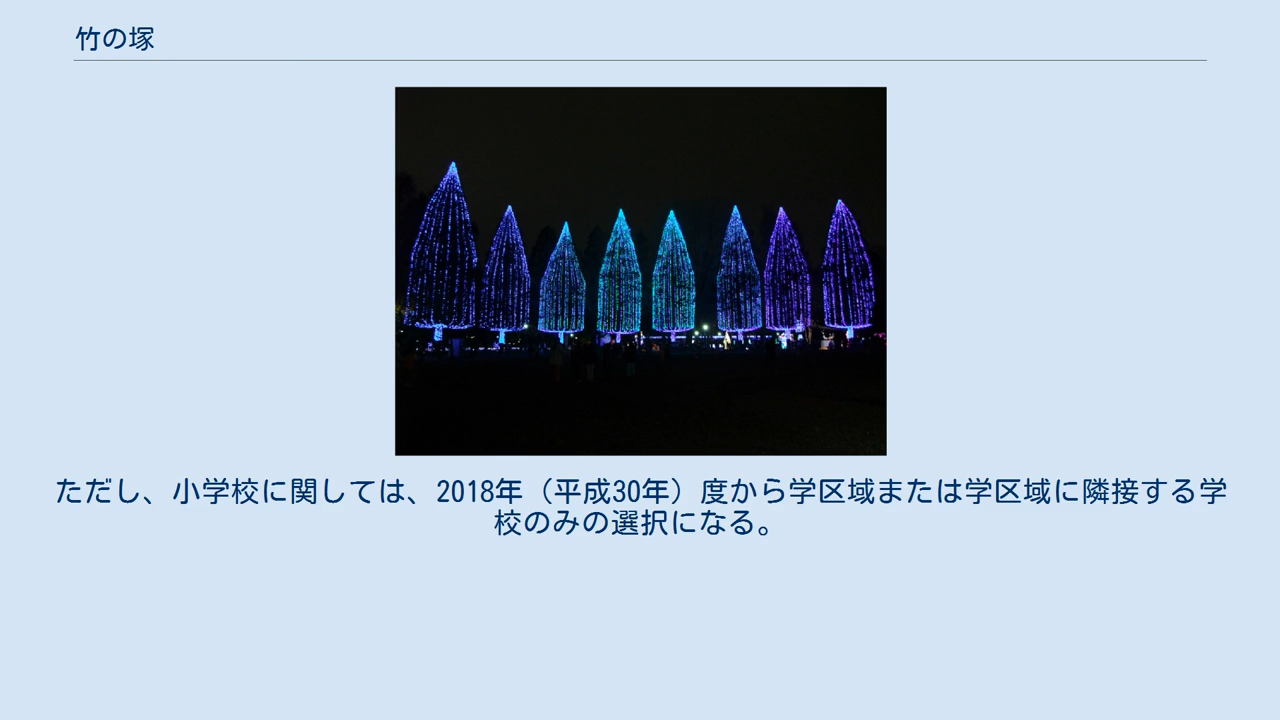 竹の塚
ただし、小学校に関しては、2018年（平成30年）度から学区域または学区域に隣接する学
校のみの選択になる。